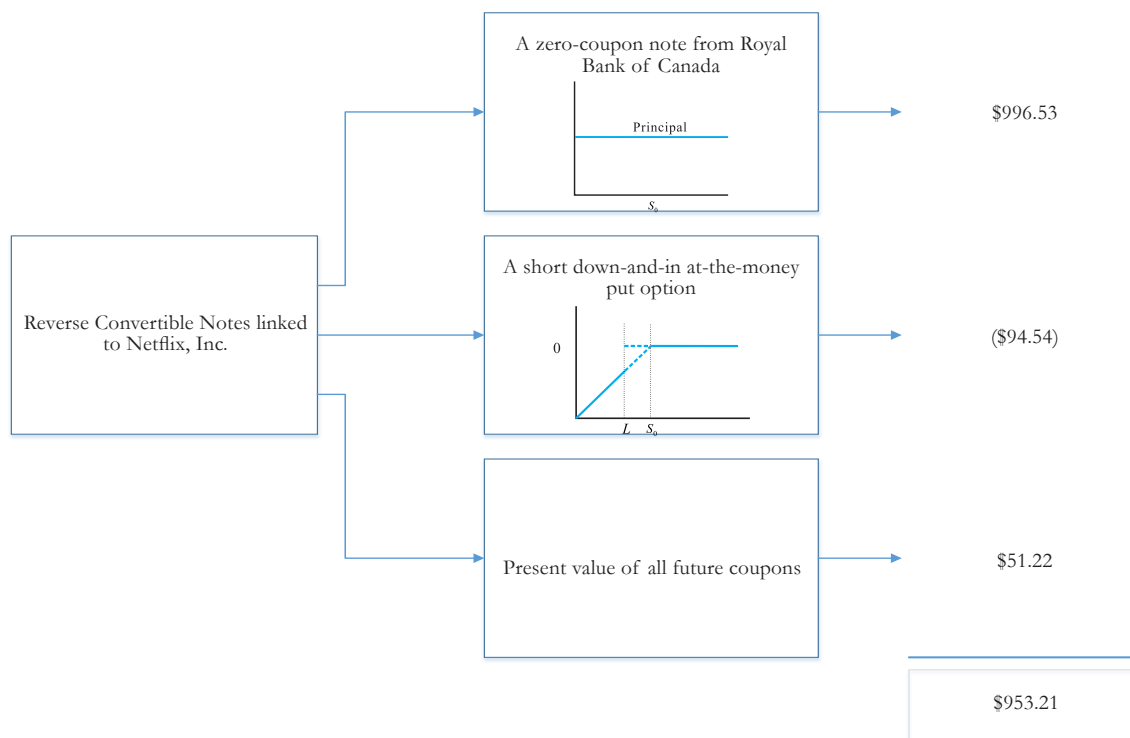 A zero-coupon note from Royal
Bank of Canada
Principal
S₀
$996.53
Reverse Convertible Notes linked
to Netflix, Inc.
A short down-and-in at-the-money
put option
0
L S₀
($94.54)
Present value of all future coupons
$51.22
$953.21